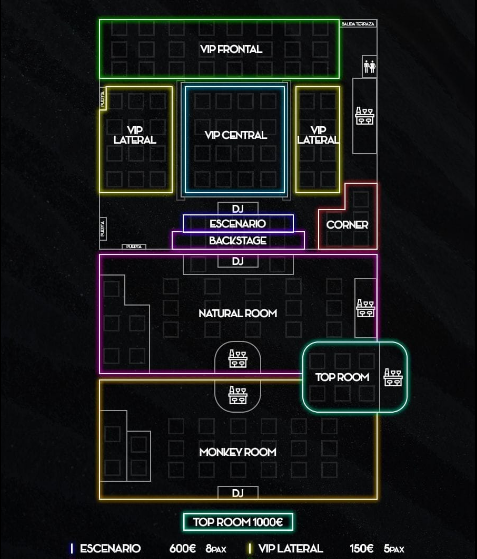 SALIDA TERRAZA
VIP FRONTAL
PUERTA
VIP
LATERAL
VIP CENTRAL
VIP
LATERAL
DJ
ESCENARIO
CORNER
PUERTA
BACKSTAGE
PUERTA
DJ
NATURAL ROOM
TOP ROOM
MONKEY ROOM
DJ
TOP ROOM 1000€
ESCENARIO 600€ 8PAX VIP LATERAL 150€ 5PAX